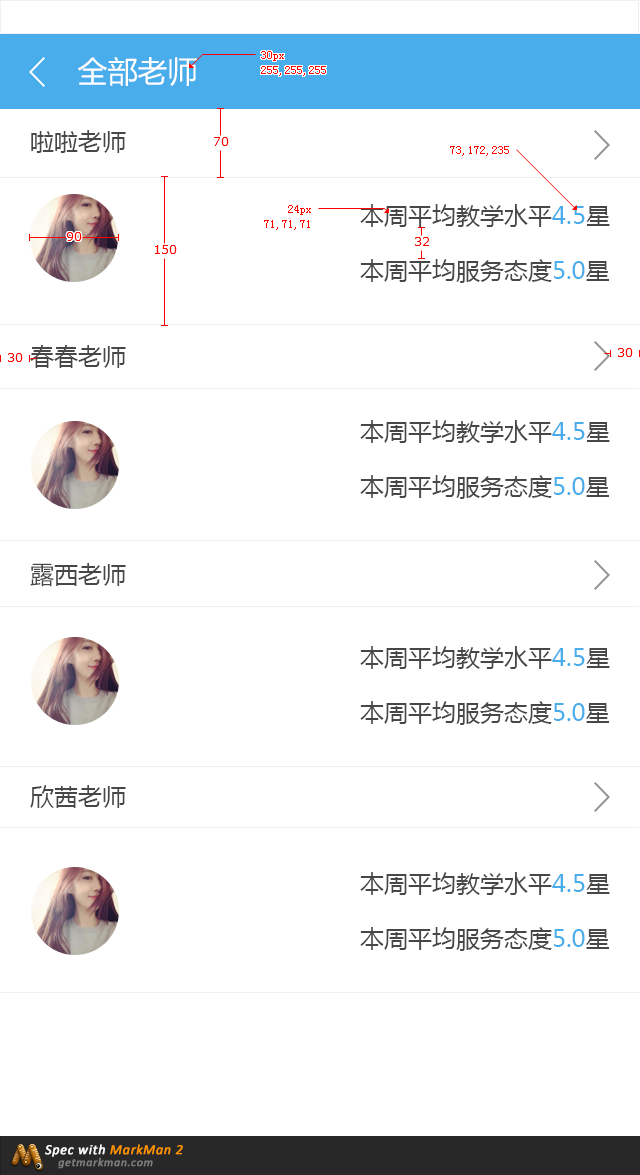 全部老师
30px
255, 255, 255
啦啦老师
70
73, 172, 235
90
150
24px
71, 71, 71
本周平均教学水平4.5星
32
本周平均服务态度5.0星
30
春春老师
30
本周平均教学水平4.5星
本周平均服务态度5.0星
露西老师
本周平均教学水平4.5星
本周平均服务态度5.0星
欣茜老师
本周平均教学水平4.5星
本周平均服务态度5.0星
Spec with MarkMan 2
getmarkman.com